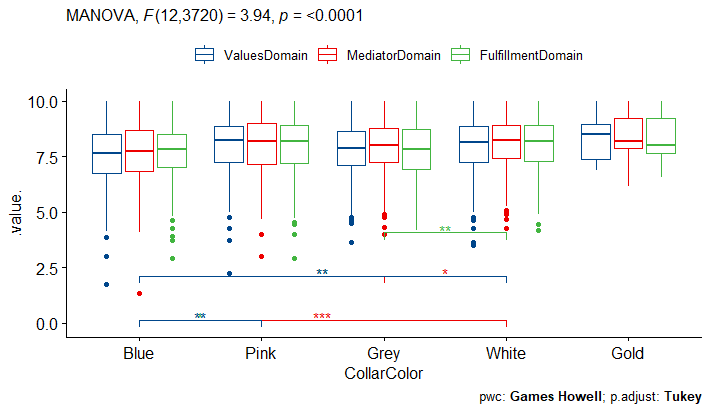 MANOVA, F(12,3720) = 3.94, p = <0.0001
ValuesDomain MediatorDomain FulfillmentDomain
10.0
7.5
5.0
2.5
0.0
.value.
**
** *
** ***
Blue Pink Grey White Gold
CollarColor
pwc: Games Howell; p.adjust: Tukey